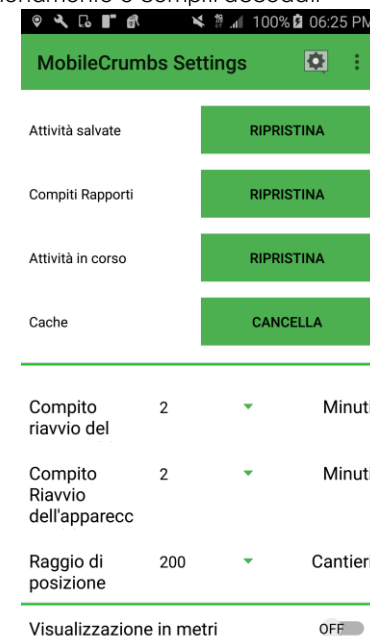 100% 06:25 PM
MobileCrumbs Settings
Attività salvate RIPRISTINA
Compiti Rapporti RIPRISTINA
Attività in corso RIPRISTINA
Cache CANCELLA
Compito 2 Minuti
riavvio del
Compito 2 Minuti
Riavvio
dell'apparecc
Raggio di 200 Cantieri
posizione
Visualizzazione in metri OFF